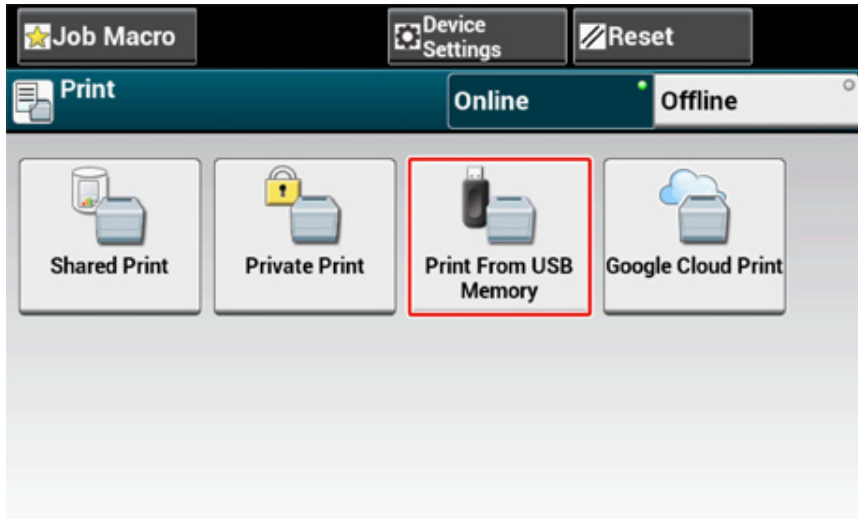 Job Macro
Device
Settings
Reset
Print
Online
Offline
Shared Print
Private Print
Print From USB
Memory
Google Cloud Print